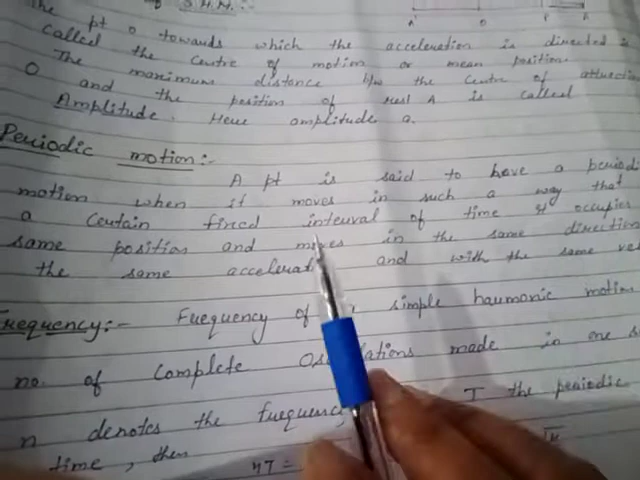 of S.H.M.:-
A' O P A
The pt O towards which the acceleration is directed is
called the centre of motion or mean position.
The maximum distance b/w the centre of attraction
O and the position of rest A is called
Amplitude. Here amplitude a.
Periodic motion:-
A pt is said to have a periodic
motion when it moves in such a way that
a certain fixed interval of time it occupies
same position and moves in the same direction
the same accelerati and with the same ve
Frequency:- Frequency of simple harmonic motion
no. of complete Oscillations made in one s
n denotes the frequency T the periodic
time, then nT =